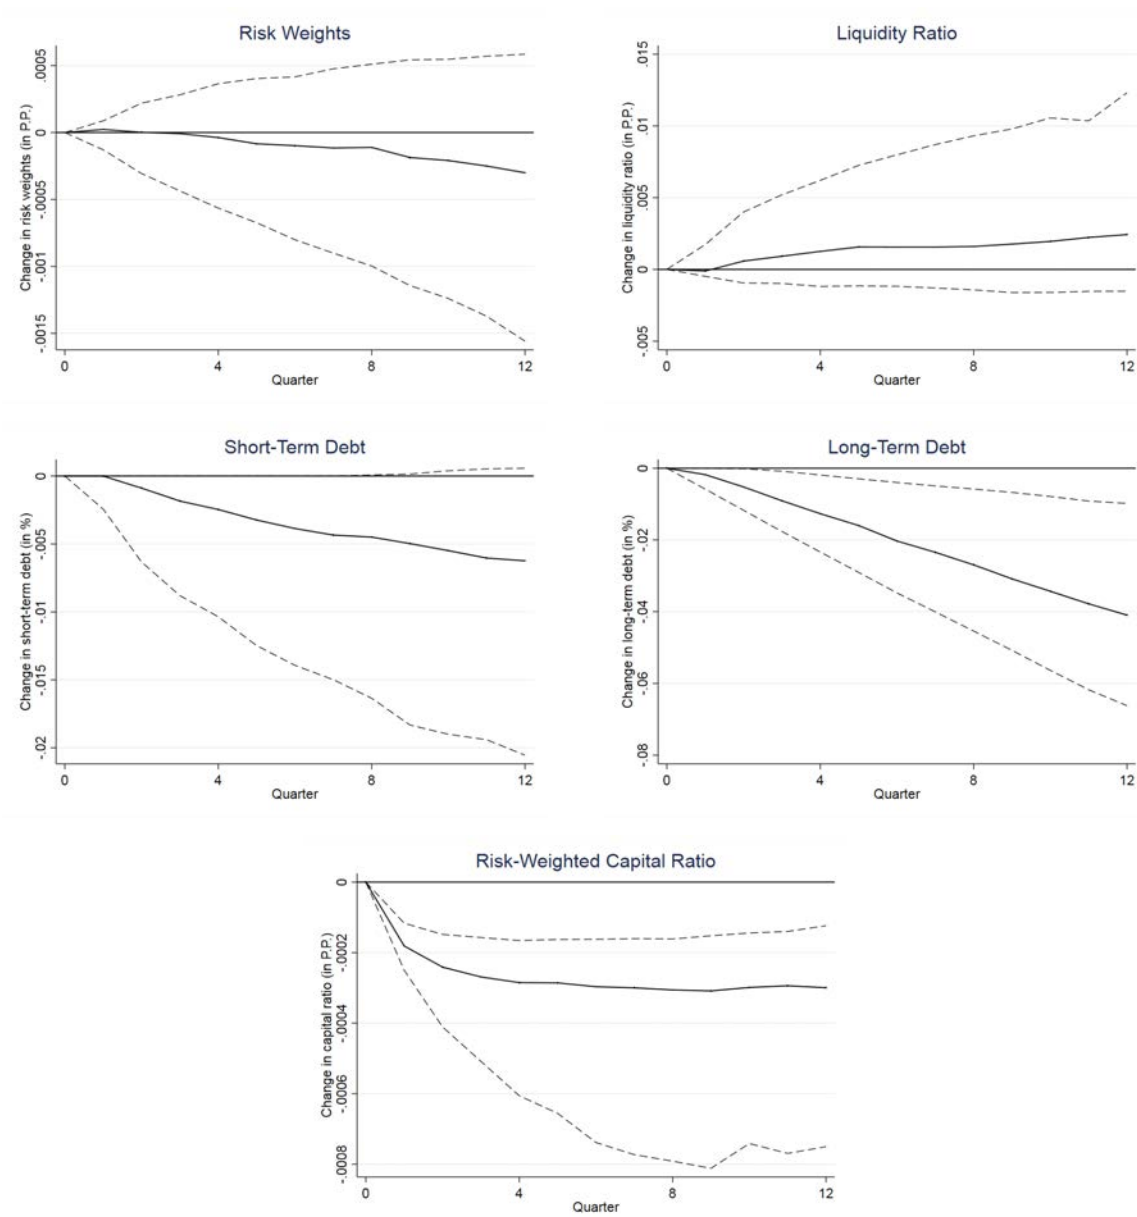 Risk Weights
Change in risk weights (in P.P.)
.0005
0
-.0005
-.001
-.0015
0 4 8 12
Quarter
Liquidity Ratio
Change in liquidity ratio (in P.P.)
.015
.01
.005
0
-.005
0 4 8 12
Quarter
Short-Term Debt
Change in short-term debt (in %)
0
-.005
-.01
-.015
-.02
0 4 8 12
Quarter
Long-Term Debt
Change in long-term debt (in %)
0
-.02
-.04
-.06
-.08
0 4 8 12
Quarter
Risk-Weighted Capital Ratio
Change in capital ratio (in P.P.)
0
-.0002
-.0004
-.0006
-.0008
0 4 8 12
Quarter